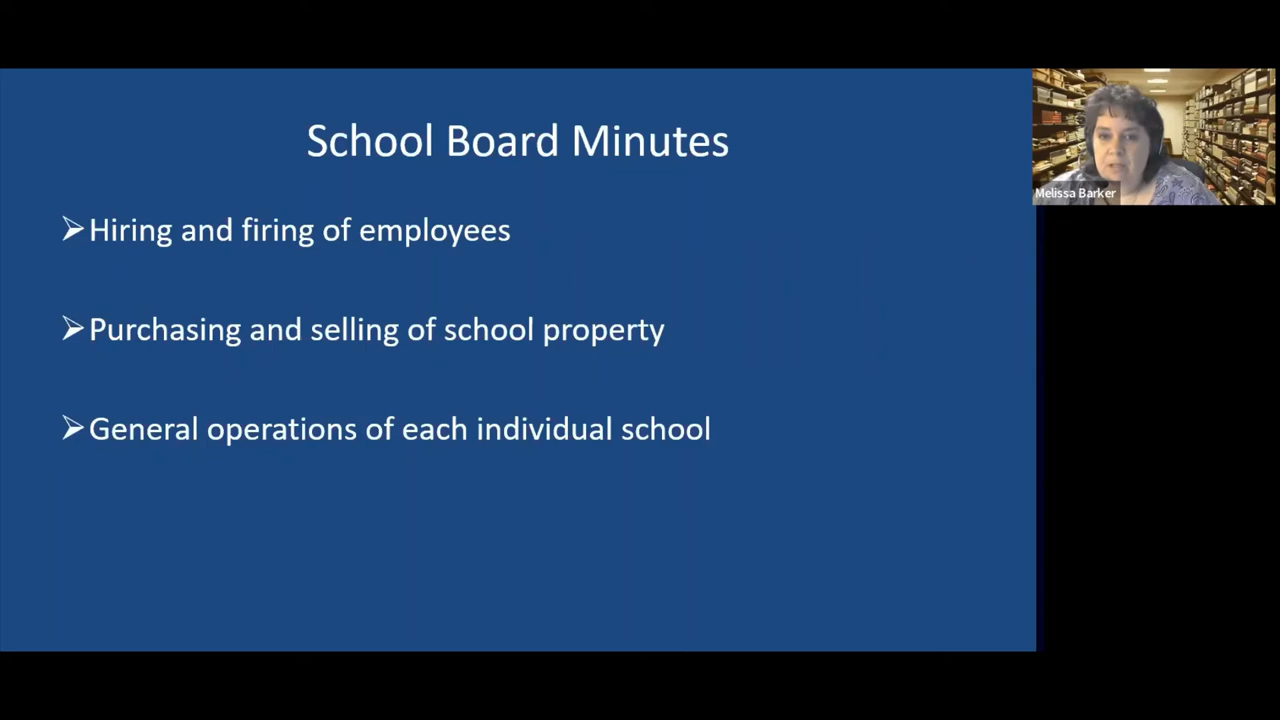 School Board Minutes
Melissa Barker
Hiring and firing of employees
Purchasing and selling of school property
General operations of each individual school